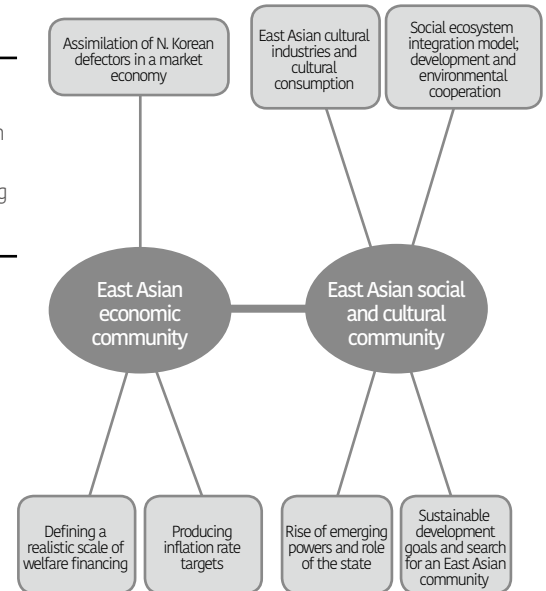 Assimilation of N. Korean
defectors in a market
economy
East Asian cultural
industries and
cultural
consumption
Social ecosystem
integration model;
development and
environmental
cooperation
East Asian
economic
community
East Asian social
and cultural
community
Defining a
realistic scale of
welfare financing
Producing
inflation rate
targets
Rise of emerging
powers and role
of the state
Sustainable
development
goals and search
for an East Asian
community